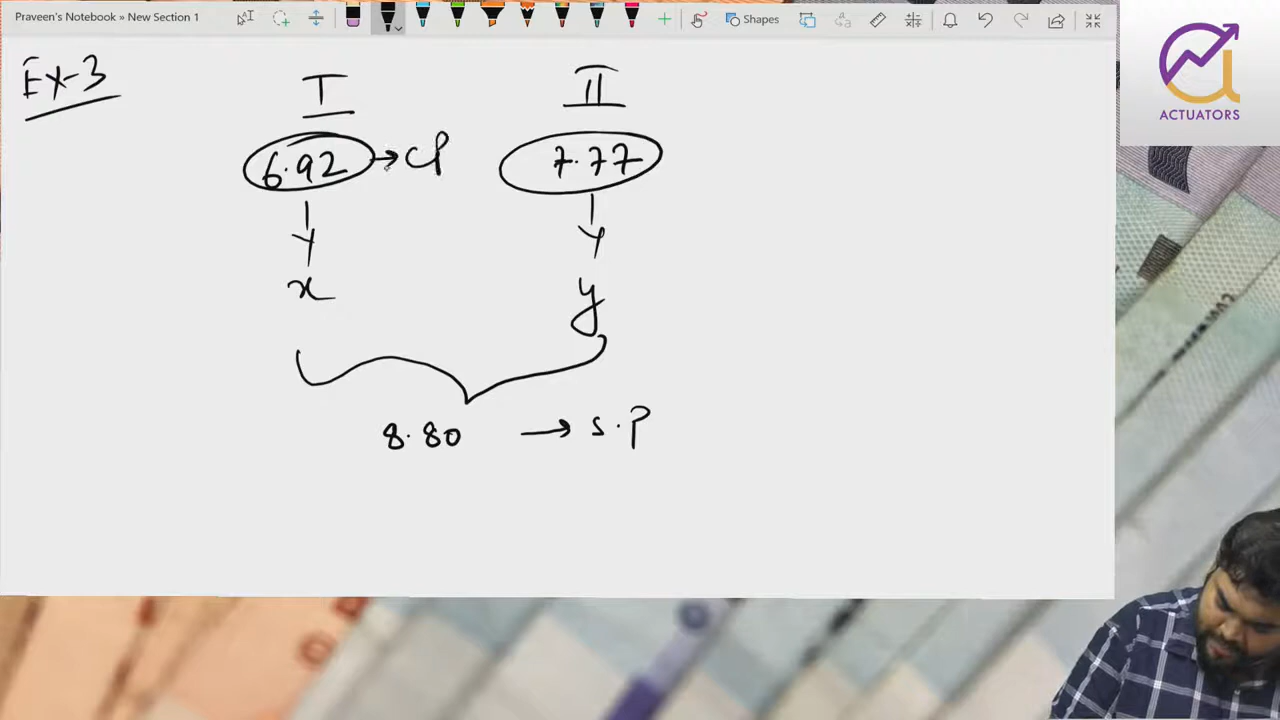 Praveen's Notebook » New Section 1
Shapes
ACTUATORS
Ex-3
I II
6.92 → CP 7.77
x y
8.80 → S.P